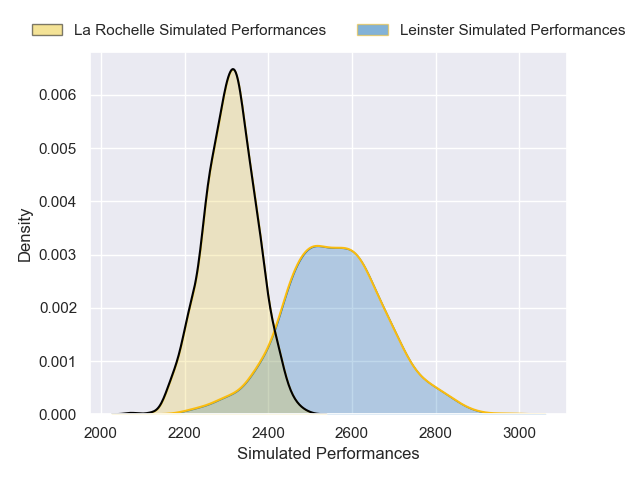 La Rochelle Simulated Performances
Leinster Simulated Performances
0.006
0.005
0.004
0.003
0.002
0.001
0.000
Density
2000 2200 2400 2600 2800 3000
Simulated Performances